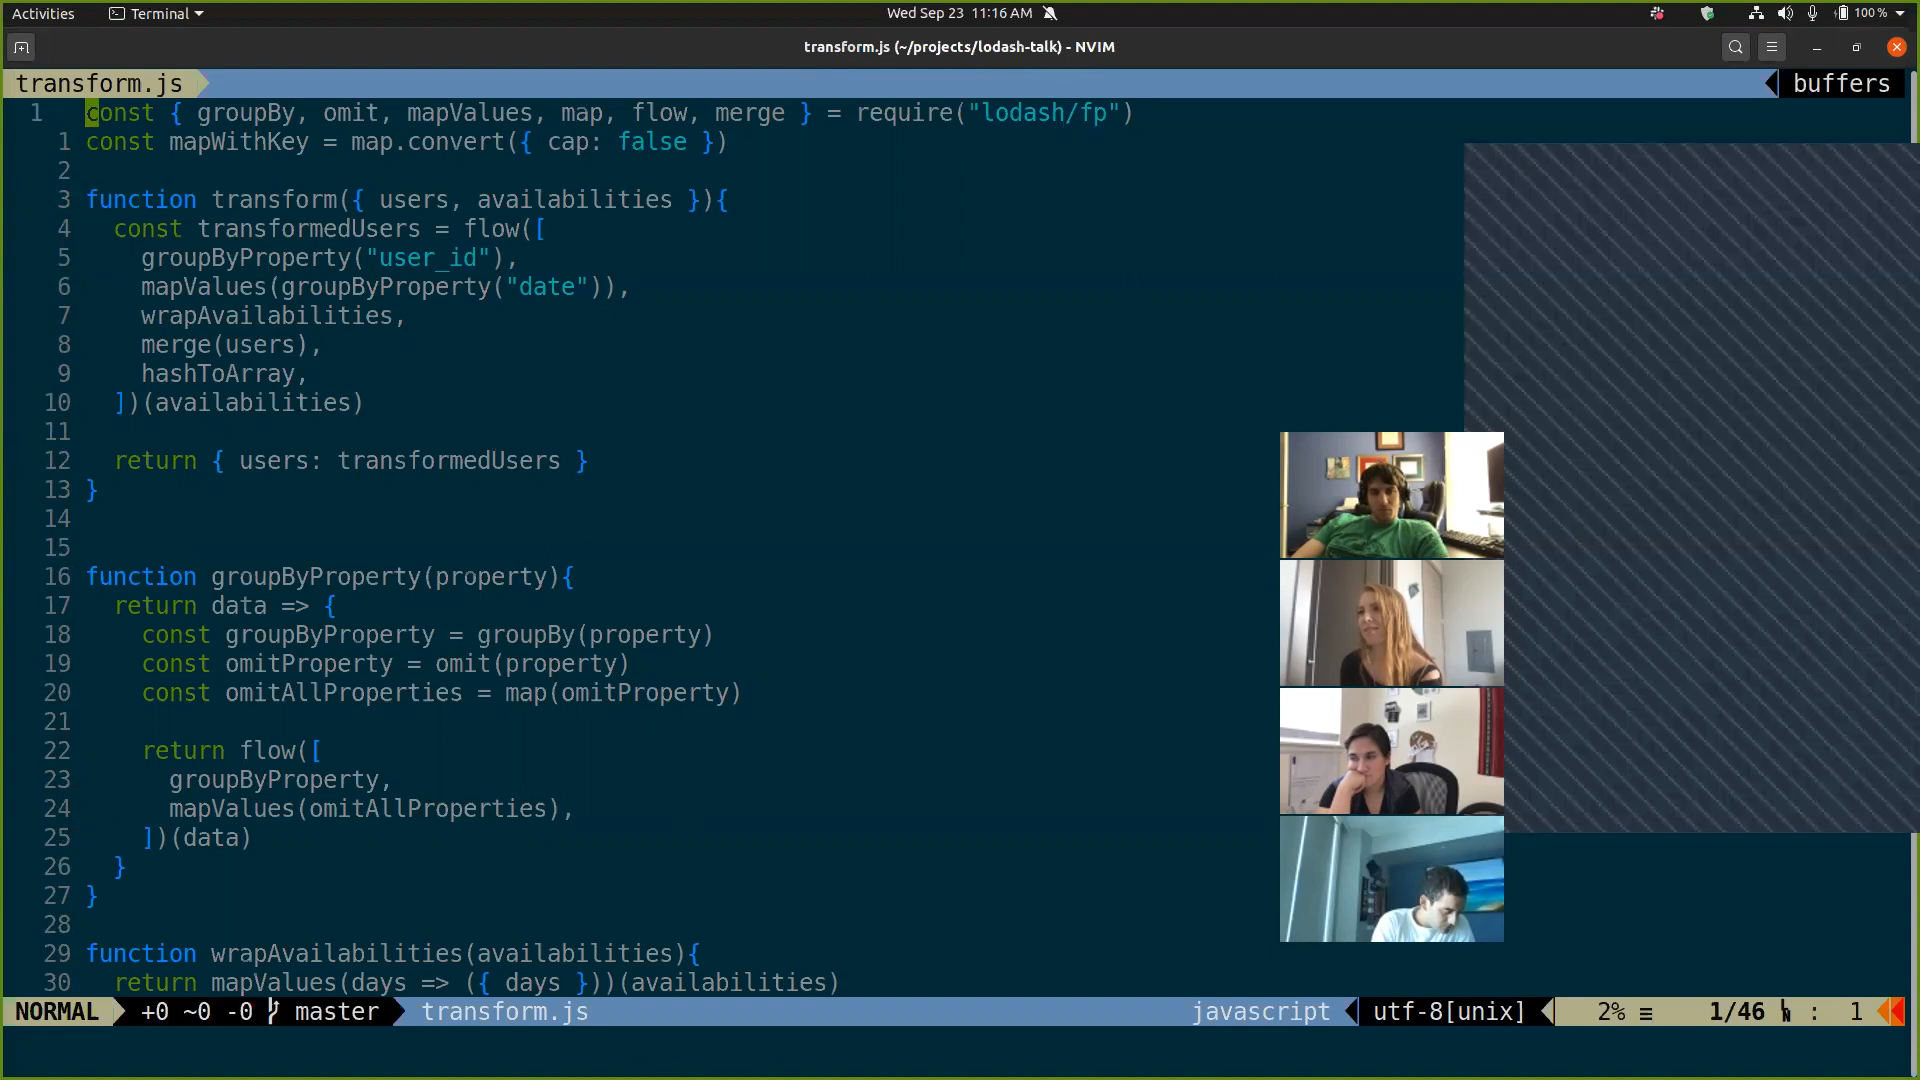 Activities Terminal Wed Sep 23 11:16 AM 100 %
transform.js (~/projects/lodash-talk) - NVIM
transform.js buffers
1 const { groupBy, omit, mapValues, map, flow, merge } = require("lodash/fp")
1 const mapWithKey = map.convert({ cap: false })
2
3 function transform({ users, availabilities }){
4 const transformedUsers = flow([
5 groupByProperty("user_id"),
6 mapValues(groupByProperty("date")),
7 wrapAvailabilities,
8 merge(users),
9 hashToArray,
10 ])(availabilities)
11
12 return { users: transformedUsers }
13 }
14
15
16 function groupByProperty(property){
17 return data => {
18 const groupByProperty = groupBy(property)
19 const omitProperty = omit(property)
20 const omitAllProperties = map(omitProperty)
21
22 return flow([
23 groupByProperty,
24 mapValues(omitAllProperties),
25 ])(data)
26 }
27 }
28
29 function wrapAvailabilities(availabilities){
30 return mapValues(days => ({ days }))(availabilities)
NORMAL +0 ~0 -0 master transform.js javascript utf-8[unix] 2% ≡ 1/46 : 1